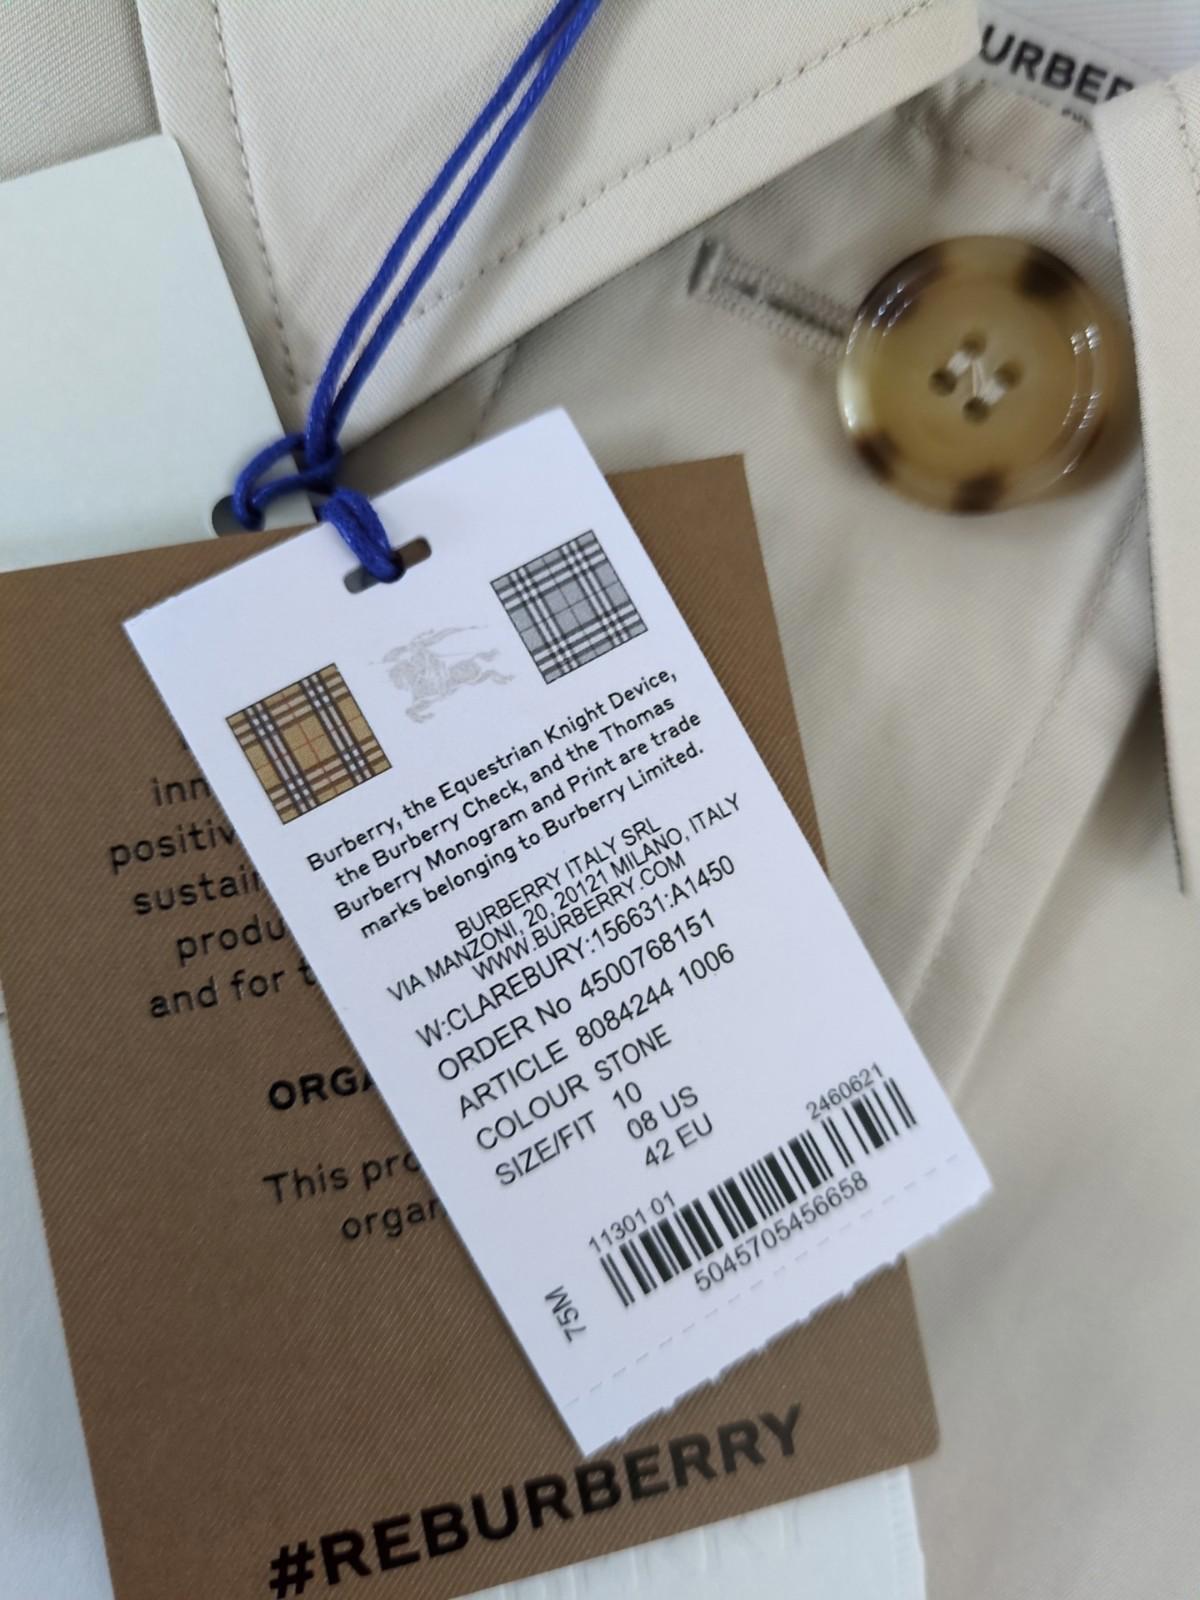 URBER
Burberry, the Equestrian Knight Device,
the Burberry Check, and the Thomas
Burberry Monogram and Print are trade
marks belonging to Burberry Limited.
BURBERRY ITALY SRL
VIA MANZONI, 20, 20121 MILANO, ITALY
WWW.BURBERRY.COM
W:CLAREBURY:156631:A1450
ORDER No 4500768151
ARTICLE 8084244 1006
COLOUR STONE
SIZE/FIT 10
08 US
42 EU
11301 01 2460621
5045705456658
75M
inn
positiv
sustain
produ
and for t
ORGA
This pro
organ
#REBURBERRY